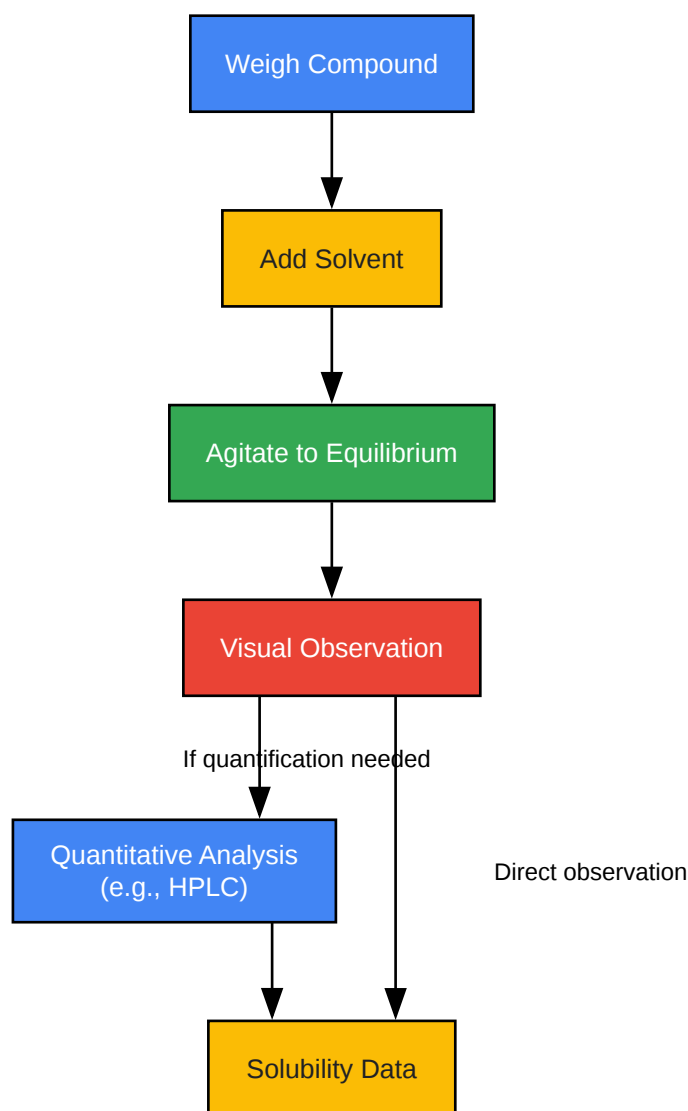 Weigh Compound
Add Solvent
Agitate to Equilibrium
Visual Observation
If quantification needed
Quantitative Analysis
(e.g., HPLC)
Direct observation
Solubility Data